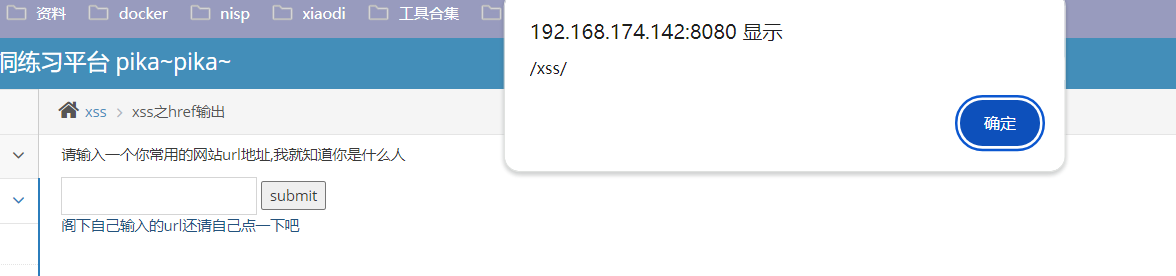 资料 docker nisp xiaodi 工具合集
192.168.174.142:8080 显示
/xss/
确定
洞练习平台 pika~pika~
xss xss之href输出
请输入一个你常用的网站url地址,我就知道你是什么人
submit
阁下自己输入的url还请自己点一下吧